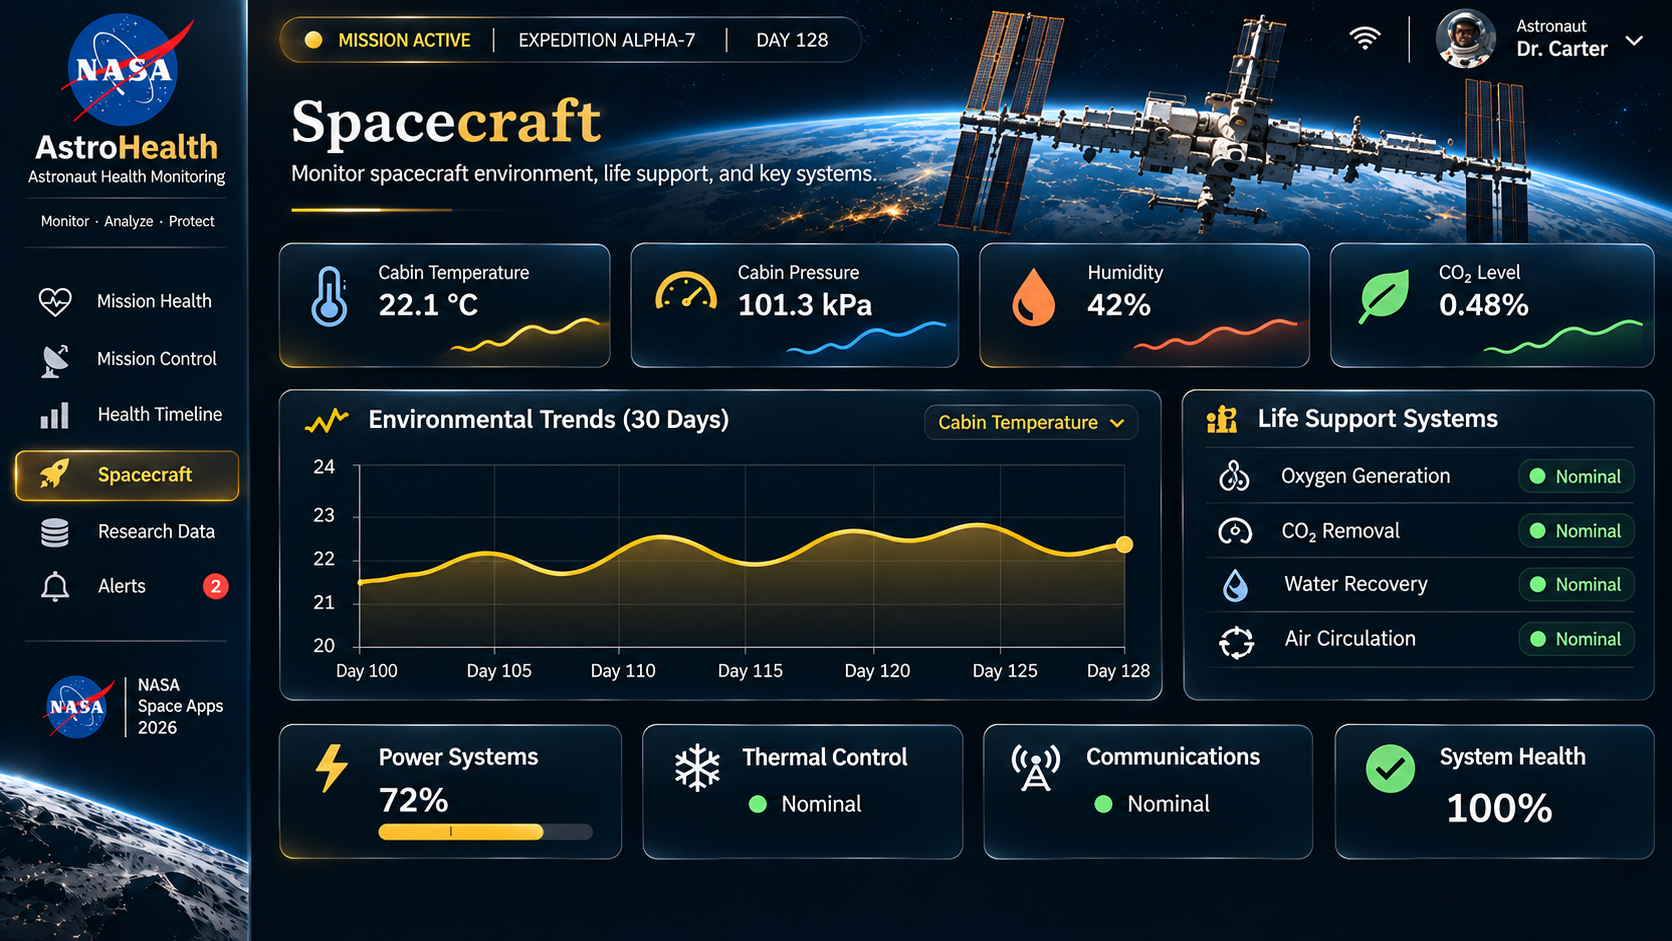 NASA
AstroHealth
Astronaut Health Monitoring
Monitor · Analyze · Protect
Mission Health
Mission Control
Health Timeline
Spacecraft
Research Data
Alerts 2
NASA
NASA
Space Apps
2026
MISSION ACTIVE | EXPEDITION ALPHA-7 | DAY 128
Astronaut
Dr. Carter
Spacecraft
Monitor spacecraft environment, life support, and key systems.
Cabin Temperature
22.1 °C
Cabin Pressure
101.3 kPa
Humidity
42%
CO₂ Level
0.48%
Environmental Trends (30 Days)
Cabin Temperature
24
23
22
21
20
Day 100 Day 105 Day 110 Day 115 Day 120 Day 125 Day 128
Life Support Systems
Oxygen Generation Nominal
CO₂ Removal Nominal
Water Recovery Nominal
Air Circulation Nominal
Power Systems
72%
Thermal Control
Nominal
Communications
Nominal
System Health
100%